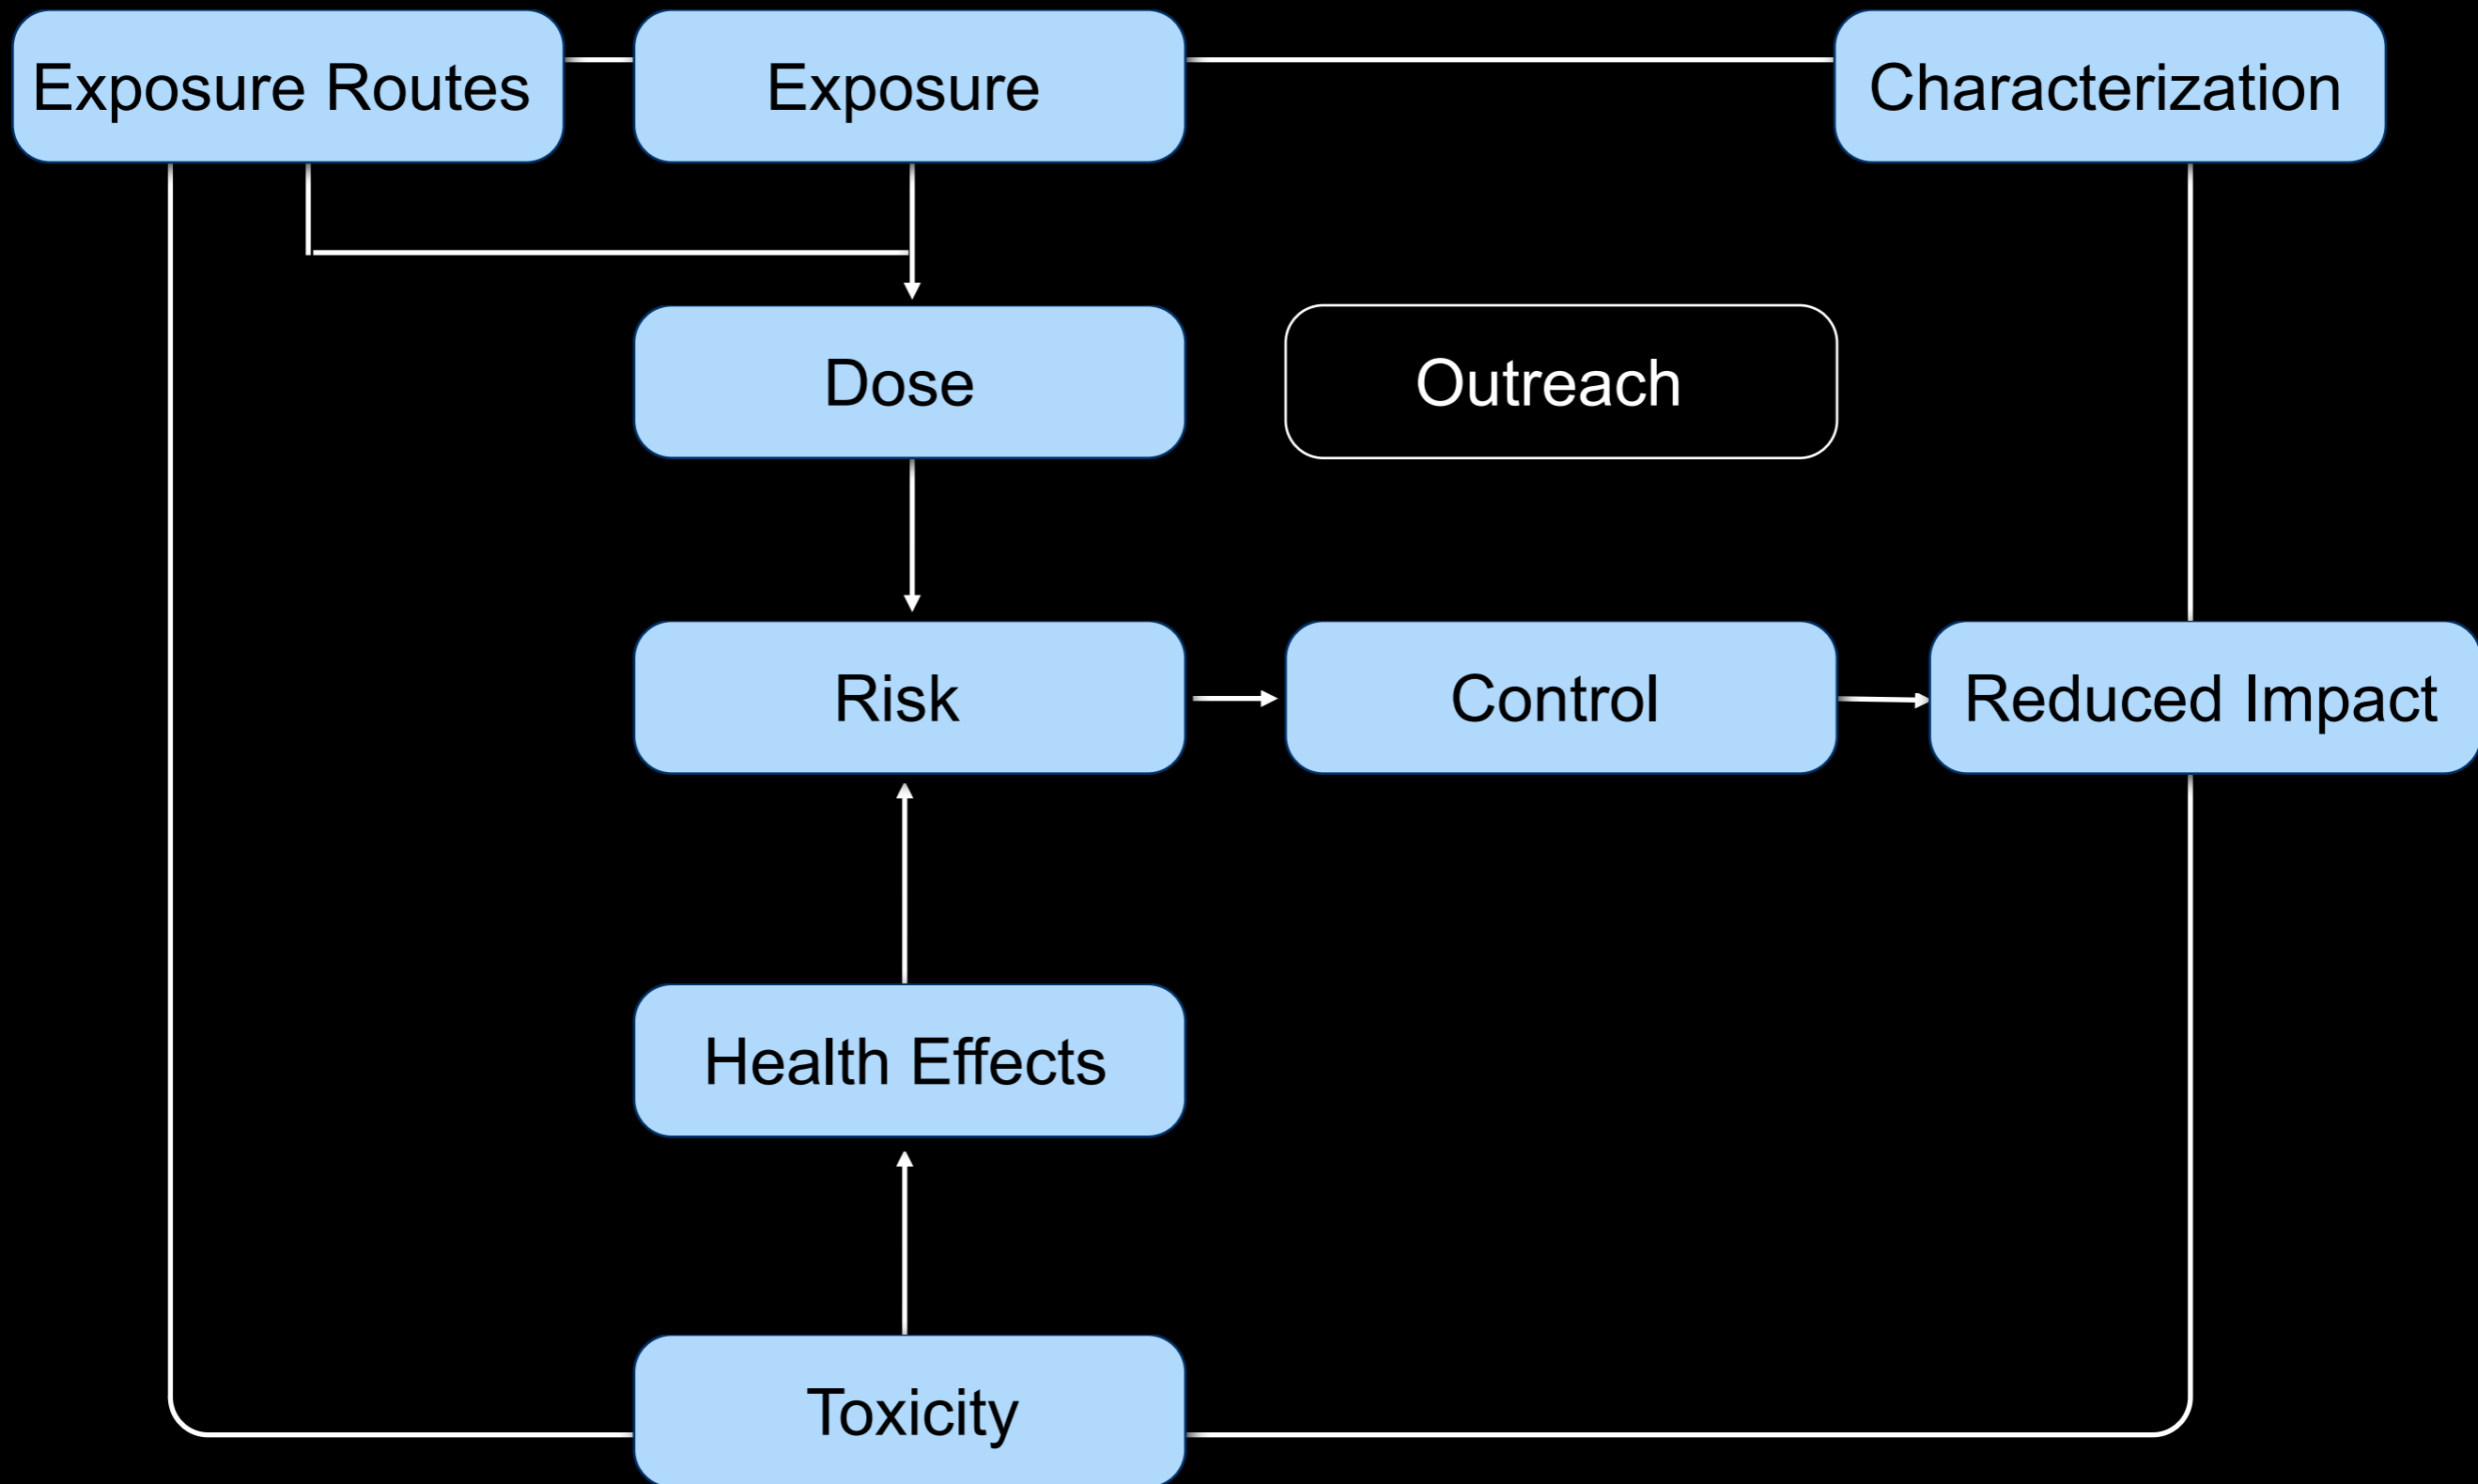 Exposure Routes
Exposure
Characterization
Dose
Outreach
Risk
Control
Reduced Impact
Health Effects
Toxicity